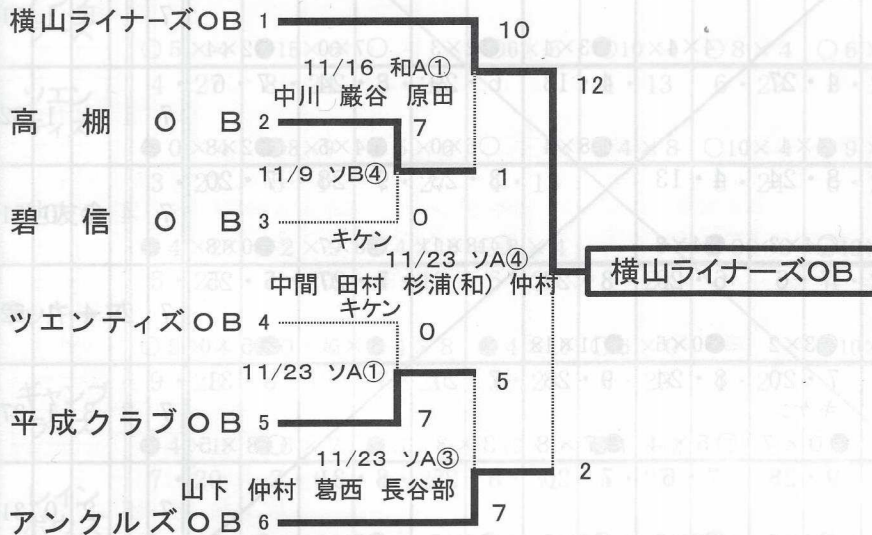 横山ライナーズOB 1
10
11/16 和A①
中川 巌谷 原田
12
高棚OB 2
7
11/9 ソB④
1
碧信OB 3
0
キケン
11/23 ソA④
横山ライナーズOB
中間 田村 杉浦(和) 仲村
ツエンティズOB 4
キケン
0
11/23 ソA①
5
平成クラブOB 5
7
11/23 ソA③
2
山下 仲村 葛西 長谷部
アンクルズOB 6
7